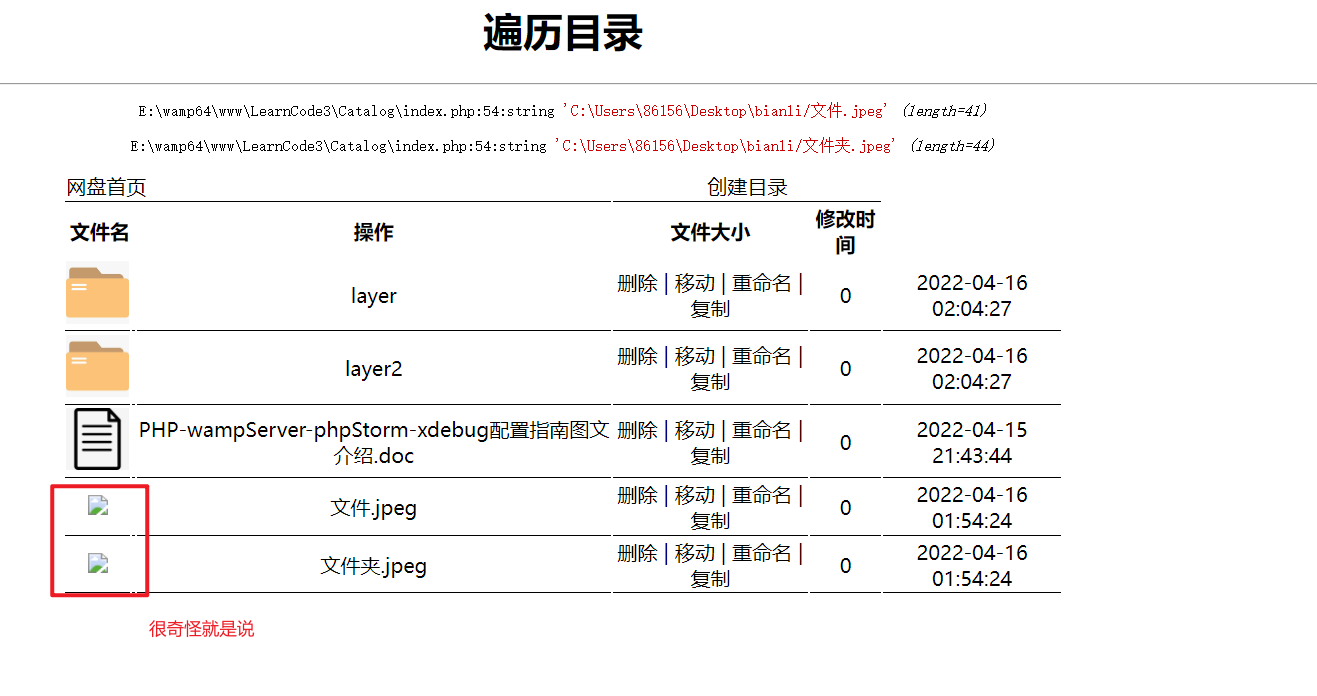 遍历目录
E:\wamp64\www\LearnCode3\Catalog\index.php:54:string 'C:\Users\86156\Desktop\bianli/文件.jpeg' (length=41)
E:\wamp64\www\LearnCode3\Catalog\index.php:54:string 'C:\Users\86156\Desktop\bianli/文件夹.jpeg' (length=44)
网盘首页 创建目录
文件名 操作 文件大小 修改时
间
layer 删除 | 移动 | 重命名 |
复制 0 2022-04-16
02:04:27
layer2 删除 | 移动 | 重命名 |
复制 0 2022-04-16
02:04:27
PHP-wampServer-phpStorm-xdebug配置指南图文
介绍.doc 删除 | 移动 | 重命名 |
复制 0 2022-04-15
21:43:44
文件.jpeg 删除 | 移动 | 重命名 |
复制 0 2022-04-16
01:54:24
文件夹.jpeg 删除 | 移动 | 重命名 |
复制 0 2022-04-16
01:54:24
很奇怪就是说